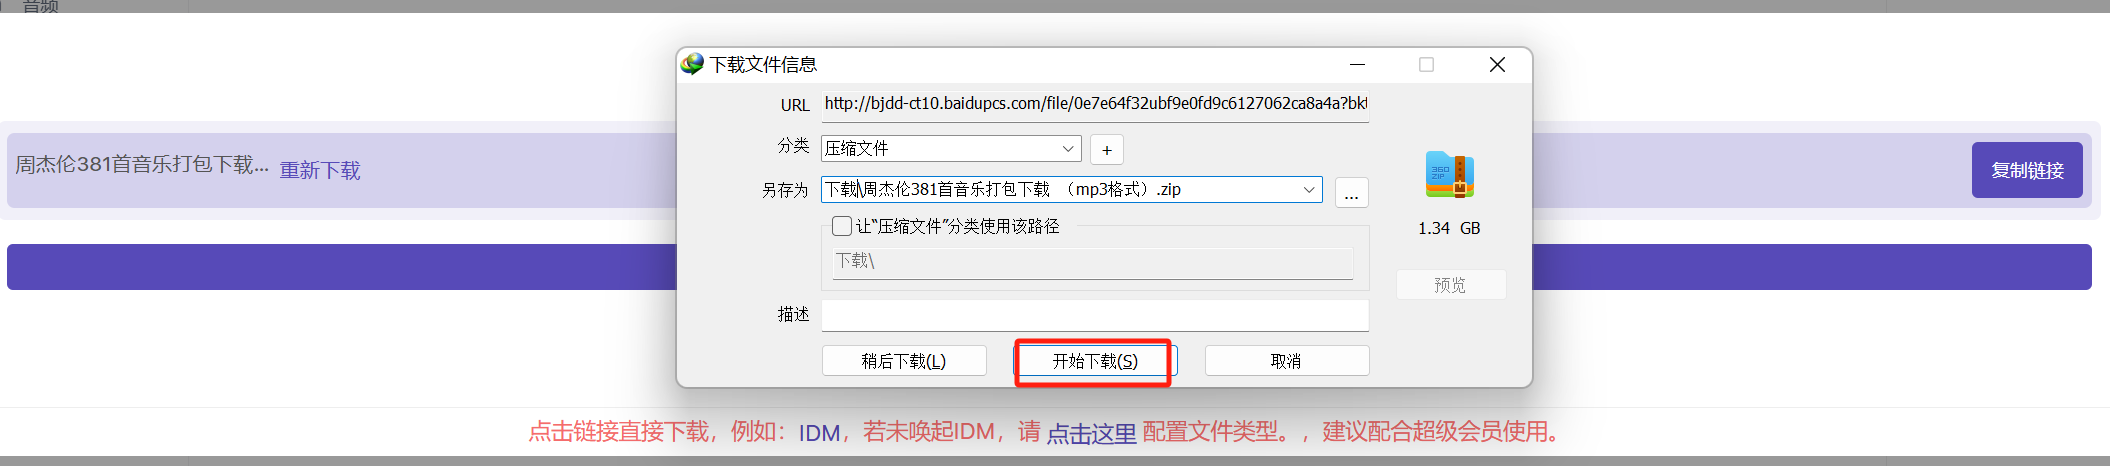 音频
下载文件信息
URL http://bjdd-ct10.baidupcs.com/file/0e7e64f32ubf9e0fd9c6127062ca8a4a?bkt
分类 压缩文件 +
周杰伦381首音乐打包下载... 重新下载
复制链接
另存为 下载\周杰伦381首音乐打包下载 （mp3格式）.zip ...
360 ZIP
让“压缩文件”分类使用该路径
1.34 GB
下载\
预览
描述
稍后下载(L) 开始下载(S) 取消
点击链接直接下载，例如：IDM，若未唤起IDM，请 点击这里 配置文件类型。，建议配合超级会员使用。